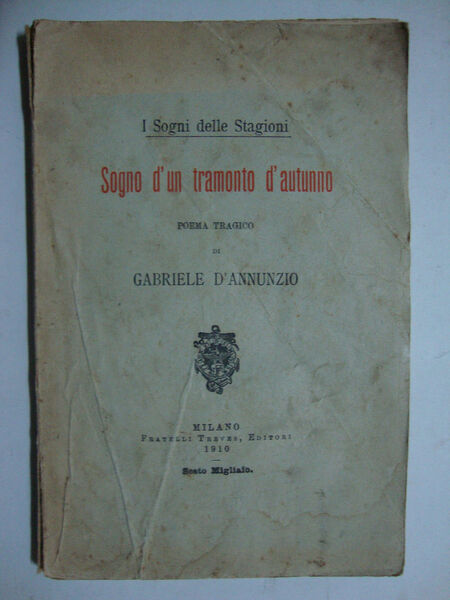 I Sogni delle Stagioni
Sogno d'un tramonto d'autunno
POEMA TRAGICO
DI
GABRIELE D'ANNUNZIO
MILANO
FRATELLI TREVES, EDITORI
1910
Sesto Migliaio.